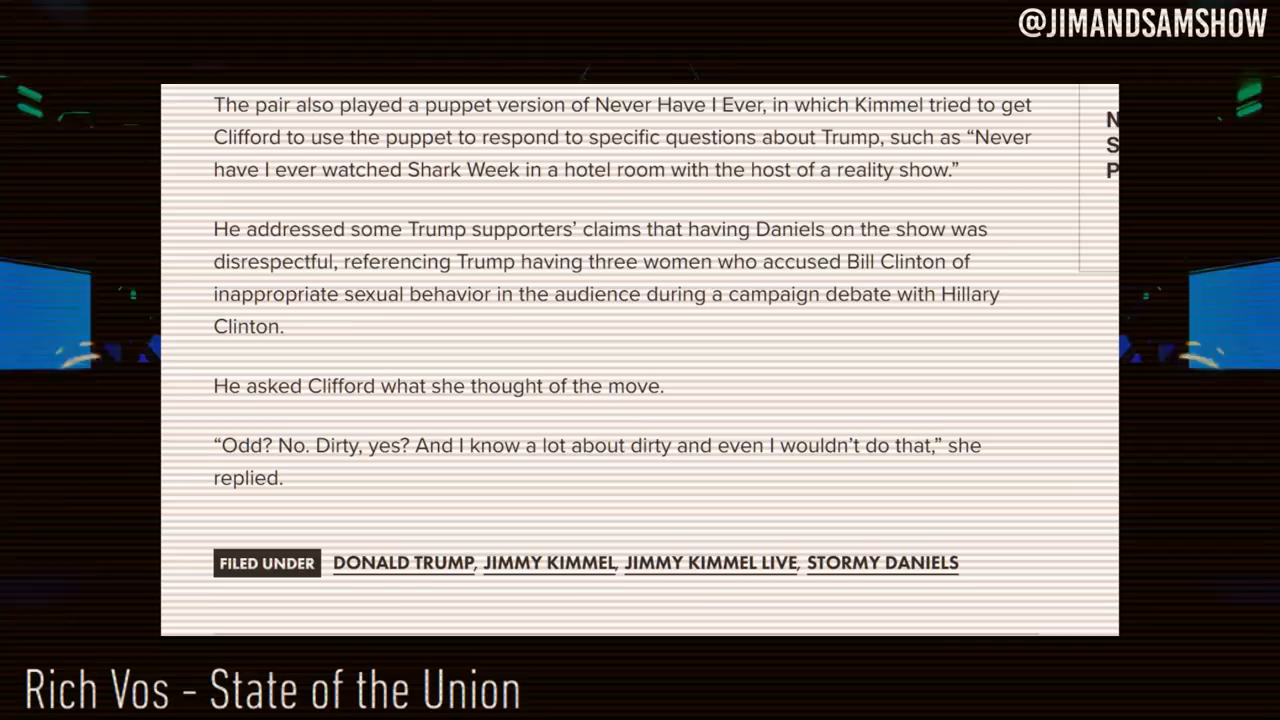 @JIMANDSAMSHOW
The pair also played a puppet version of Never Have I Ever, in which Kimmel tried to get
Clifford to use the puppet to respond to specific questions about Trump, such as “Never
have I ever watched Shark Week in a hotel room with the host of a reality show.”
N
S
P
He addressed some Trump supporters’ claims that having Daniels on the show was
disrespectful, referencing Trump having three women who accused Bill Clinton of
inappropriate sexual behavior in the audience during a campaign debate with Hillary
Clinton.
He asked Clifford what she thought of the move.
“Odd? No. Dirty, yes? And I know a lot about dirty and even I wouldn’t do that,” she
replied.
FILED UNDER DONALD TRUMP, JIMMY KIMMEL, JIMMY KIMMEL LIVE, STORMY DANIELS
Rich Vos - State of the Union